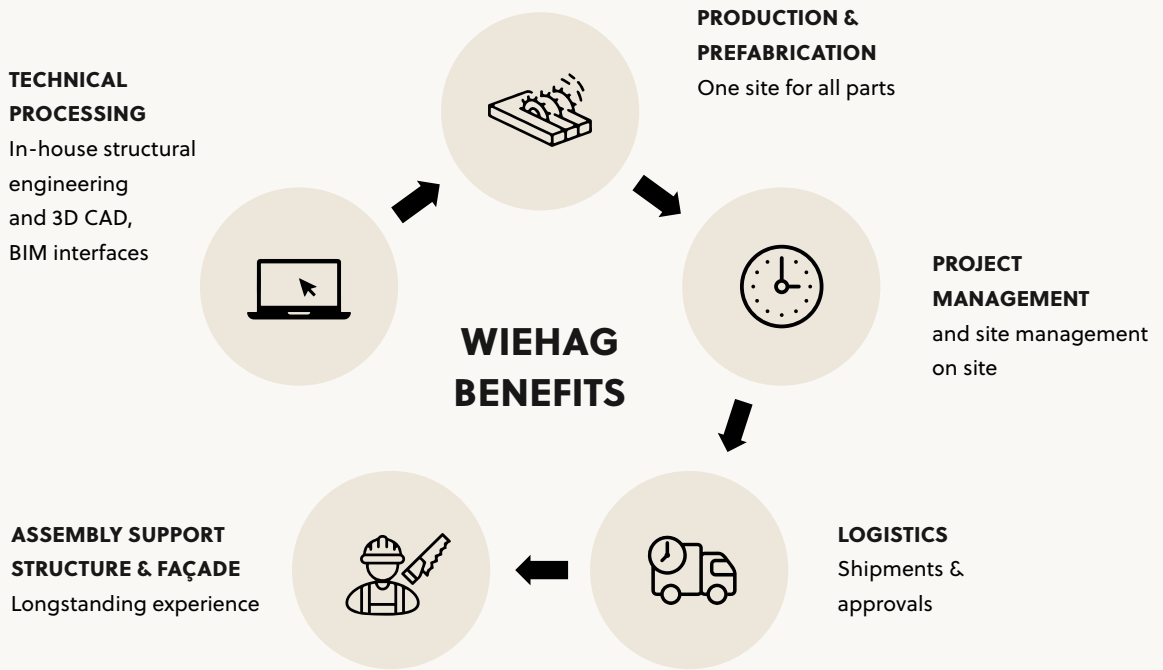 TECHNICAL
PROCESSING
In-house structural
engineering
and 3D CAD,
BIM interfaces
PRODUCTION &
PREFABRICATION
One site for all parts
PROJECT
MANAGEMENT
and site management
on site
WIEHAG
BENEFITS
LOGISTICS
Shipments &
approvals
ASSEMBLY SUPPORT
STRUCTURE & FAÇADE
Longstanding experience